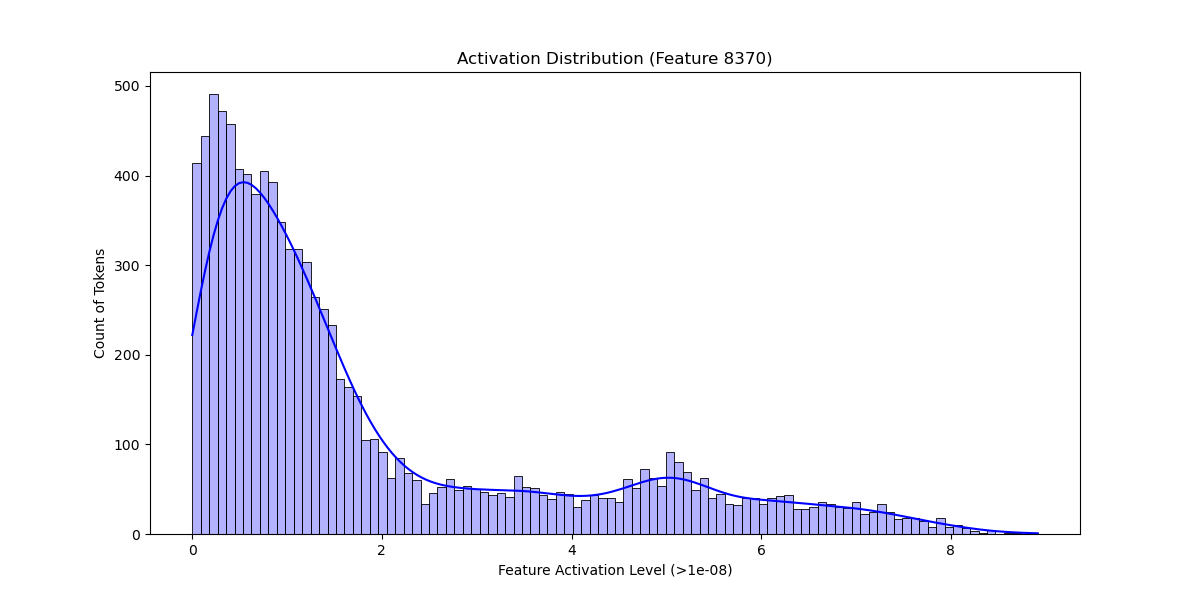 Activation Distribution (Feature 8370)
500
400
300
200
100
0
Count of Tokens
0 2 4 6 8
Feature Activation Level (>1e-08)